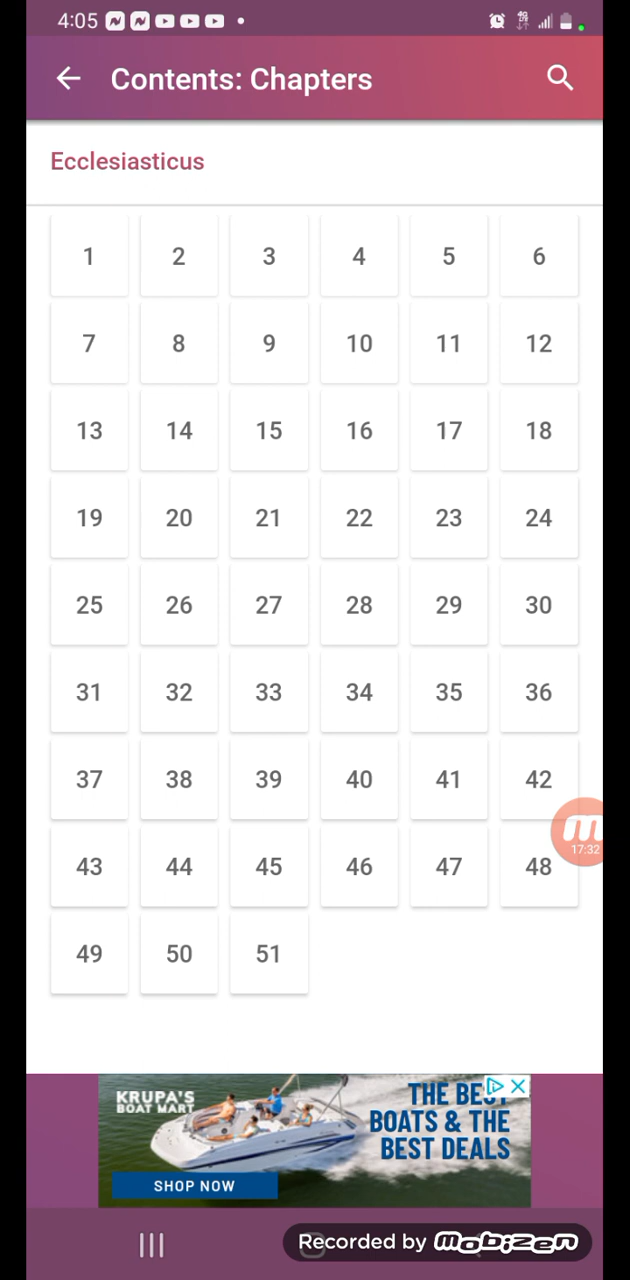 4:05
Contents: Chapters
Ecclesiasticus
1 2 3 4 5 6
7 8 9 10 11 12
13 14 15 16 17 18
19 20 21 22 23 24
25 26 27 28 29 30
31 32 33 34 35 36
37 38 39 40 41 42
17:32
43 44 45 46 47 48
49 50 51
KRUPA'S
BOAT MART
THE BEST
BOATS & THE
BEST DEALS
SHOP NOW
Recorded by mobizen